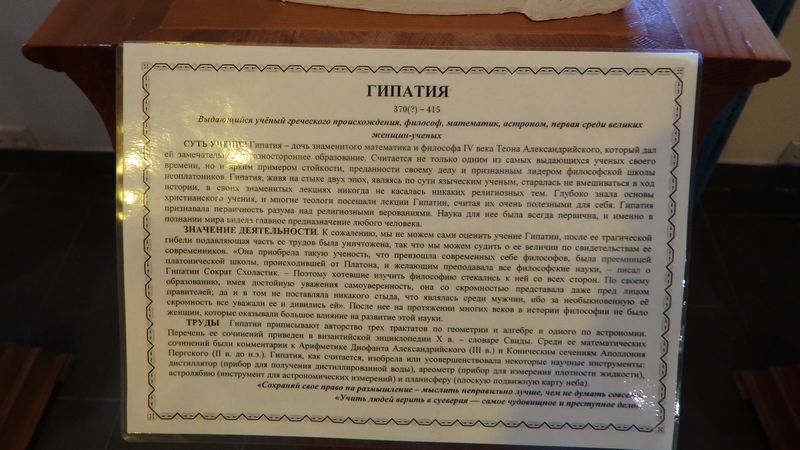 ГИПАТИЯ
370(?) – 415
Выдающийся учёный греческого происхождения, философ, математик, астроном, первая среди великих
женщин-ученых
СУТЬ УЧЕНИЯ Гипатия – дочь знаменитого математика и философа IV века Теона Александрийского, который дал
ей замечательное разностороннее образование. Считается не только одним из самых выдающихся ученых своего
времени, но и ярким примером стойкости, преданности своему делу и признанным лидером философской школы
неоплатоников. Гипатия, живя на стыке двух эпох, являясь по сути языческим ученым, старалась не вмешиваться в ход
истории, в своих знаменитых лекциях никогда не касалась никаких религиозных тем. Глубоко знала основы
христианского учения, и многие теологи посещали лекции Гипатии, считая их очень полезными для себя. Гипатия
признавала первичность разума над религиозными верованиями. Наука для нее была всегда первична, и именно в
познании мира видела главное предназначение любого человека.
ЗНАЧЕНИЕ ДЕЯТЕЛЬНОСТИ. К сожалению, мы не можем сами оценить учение Гипатии, после ее трагической
гибели подавляющая часть ее трудов была уничтожена, так что мы можем судить о ее величии по свидетельствам ее
современников. «Она приобрела такую ученость, что превзошла современных себе философов, была преемницей
платонической школы, происходившей от Платона, и желающим преподавала все философские науки, – писал о
Гипатии Сократ Схоластик. – Поэтому хотевшие изучить философию стекались к ней со всех сторон. По своему
образованию, имея достойную уважения самоуверенность, она со скромностью представала даже пред лицом
правителей; да и в том не поставляла никакого стыда, что являлась среди мужчин, ибо за необыкновенную её
скромность все уважали ее и дивились ей». После нее на протяжении многих веков в истории философии не было
женщин, которые оказывали большое влияние на развитие этой науки.
ТРУДЫ Гипатии приписывают авторство трех трактатов по геометрии и алгебре и одного по астрономии.
Перечень ее сочинений приведен в византийской энциклопедии X в. – словаре Свиды. Среди ее математических
сочинений были комментарии к Арифметике Диофанта Александрийского (III в.) и Коническим сечениям Аполлония
Пергского (II в. до н.э.). Гипатия, как считается, изобрела или усовершенствовала некоторые научные инструменты:
дистиллятор (прибор для получения дистиллированной воды), ареометр (прибор для измерения плотности жидкости),
астролябию (инструмент для астрономических измерений) и планисферу (плоскую подвижную карту неба).
«Сохраняй свое право на размышление – мыслить неправильно лучше, чем не думать совсем»
«Учить людей верить в суеверия — самое чудовищное и преступное дело»